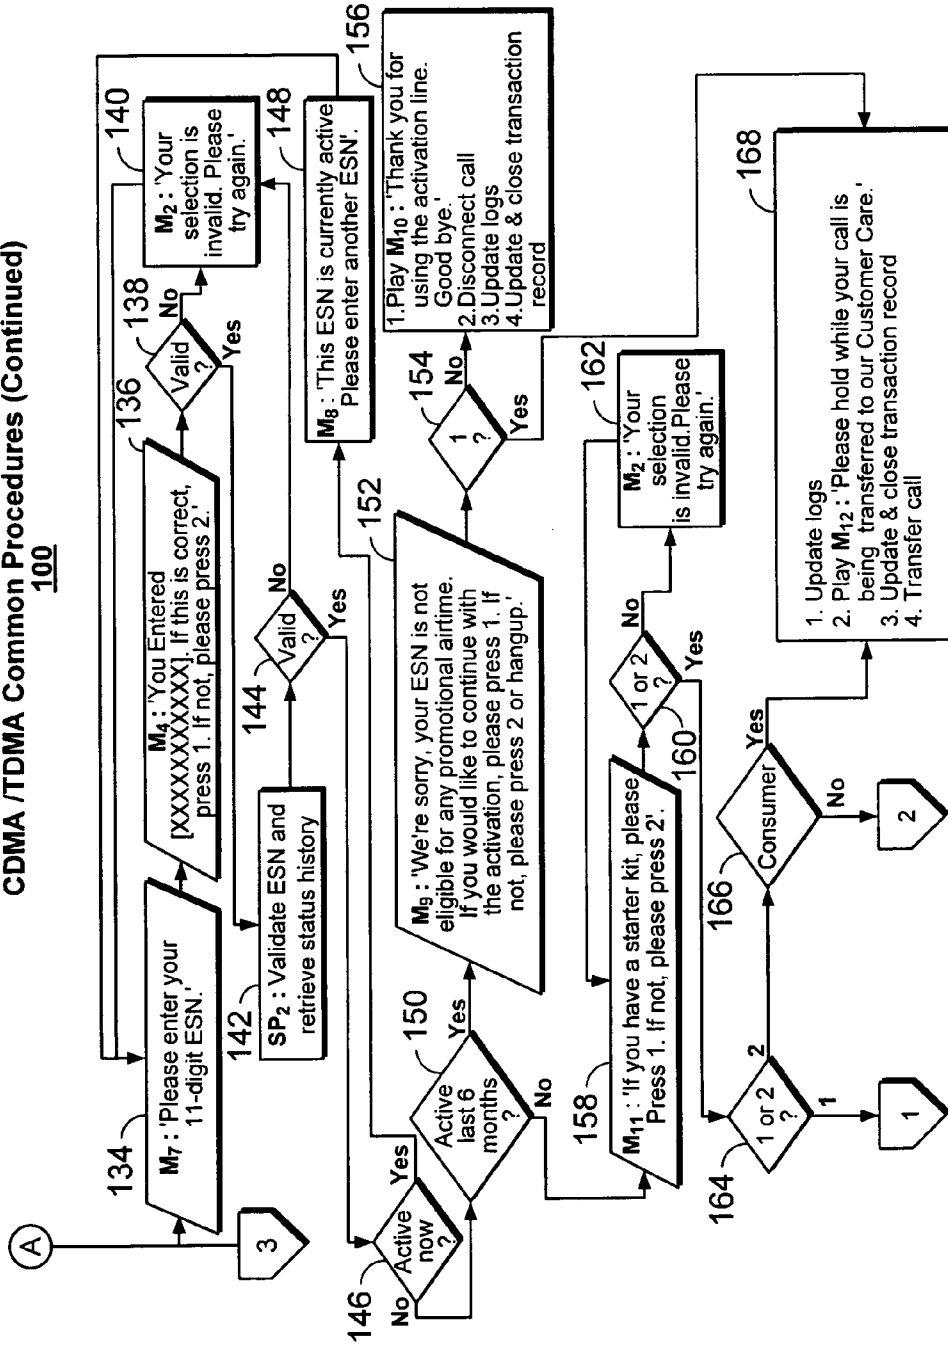 CDMA /TDMA Common Procedures (Continued)
100
A
3
134
M7 : 'Please enter your
11-digit ESN.'
136
M4 : 'You Entered
[XXXXXXXXXXX]. If this is correct,
press 1. If not, please press 2.'
138
Valid
?
No
Yes
140
M2 : 'Your
selection is
invalid. Please
try again.'
142
SP2 : Validate ESN and
retrieve status history
144
Valid
?
No
Yes
148
M8 : 'This ESN is currently active
Please enter another ESN'.
146
Active
now
?
Yes
No
150
Active
last 6
months
?
Yes
No
152
M9 : 'We're sorry, your ESN is not
eligible for any promotional airtime.
If you would like to continue with
the activation, please press 1. If
not, please press 2 or hangup.'
154
1
?
No
Yes
156
1.Play M10 : 'Thank you for
using the activation line.
Good bye.'
2.Disconnect call
3.Update logs
4.Update & close transaction
record
158
M11 : 'If you have a starter kit, please
Press 1. If not, please press 2'.
160
1 or 2
?
No
Yes
162
M2 : 'Your
selection
is invalid.Please
try again.'
164
1 or 2
?
2
1
1
166
Consumer
Yes
No
2
168
1. Update logs
2. Play M12 : 'Please hold while your call is
being transferred to our Customer Care.'
3. Update & close transaction record
4. Transfer call